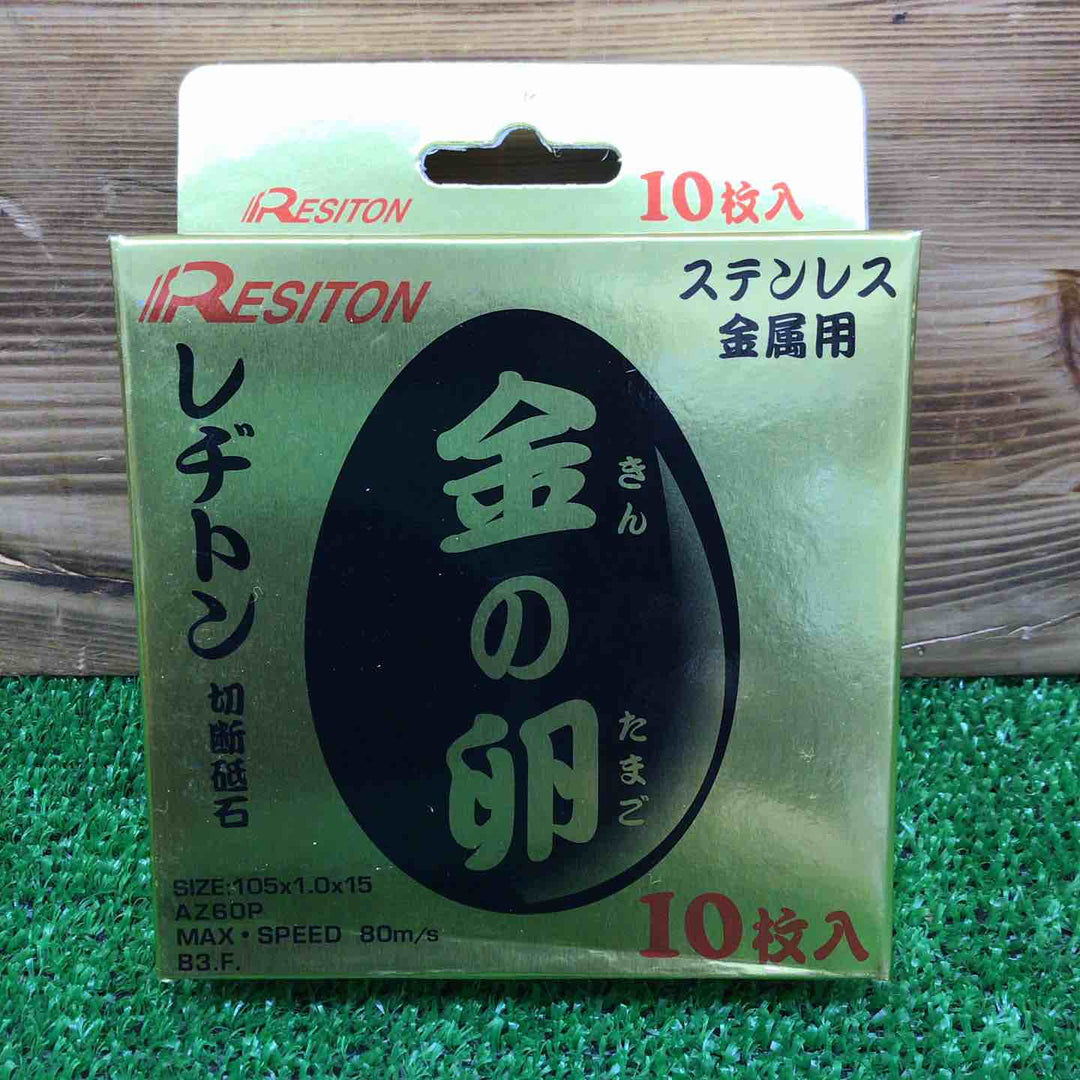 RESITON
10枚入
RESITON
ステンレス
金属用
レヂトン
切断砥石
金の卵
きん
たまご
SIZE:105x1.0x15
AZ60P
MAX・SPEED 80m/s
B3.F.
10枚入